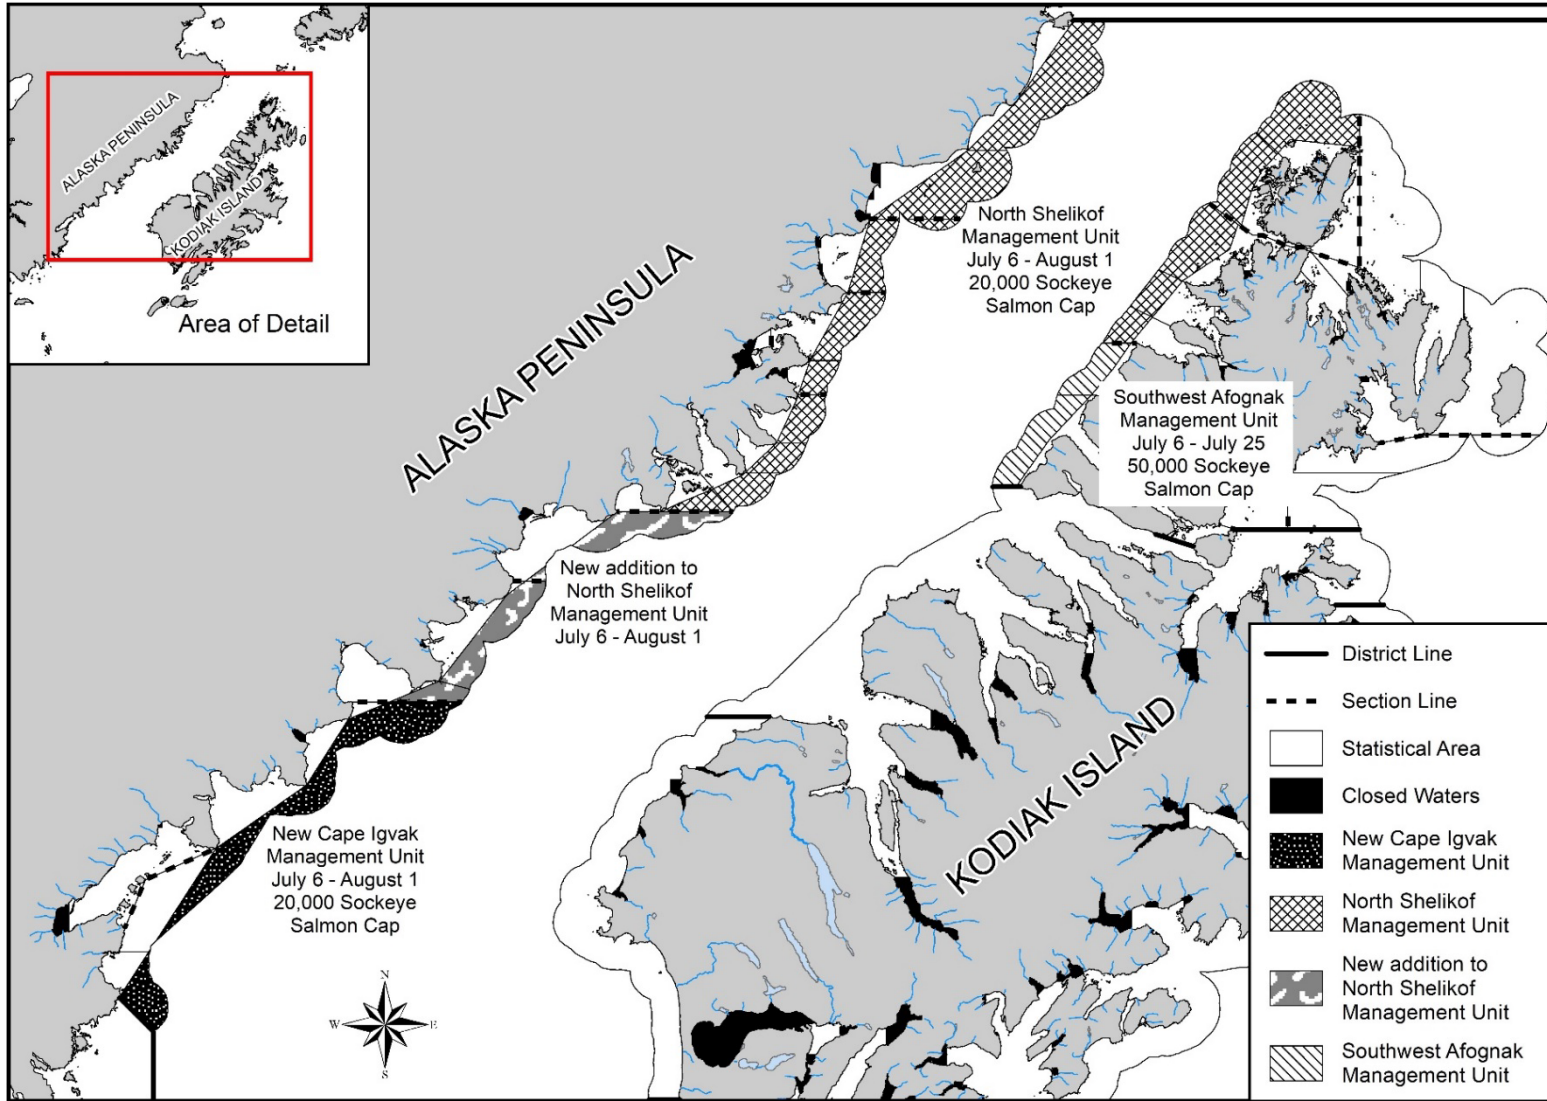 ALASKA PENINSULA
KODIAK ISLAND
Area of Detail
ALASKA PENINSULA
North Shelikof
Management Unit
July 6 - August 1
20,000 Sockeye
Salmon Cap
Southwest Afognak
Management Unit
July 6 - July 25
50,000 Sockeye
Salmon Cap
New addition to
North Shelikof
Management Unit
July 6 - August 1
New Cape Igvak
Management Unit
July 6 - August 1
20,000 Sockeye
Salmon Cap
KODIAK ISLAND
N
W
E
S
District Line
Section Line
Statistical Area
Closed Waters
New Cape Igvak
Management Unit
North Shelikof
Management Unit
New addition to
North Shelikof
Management Unit
Southwest Afognak
Management Unit